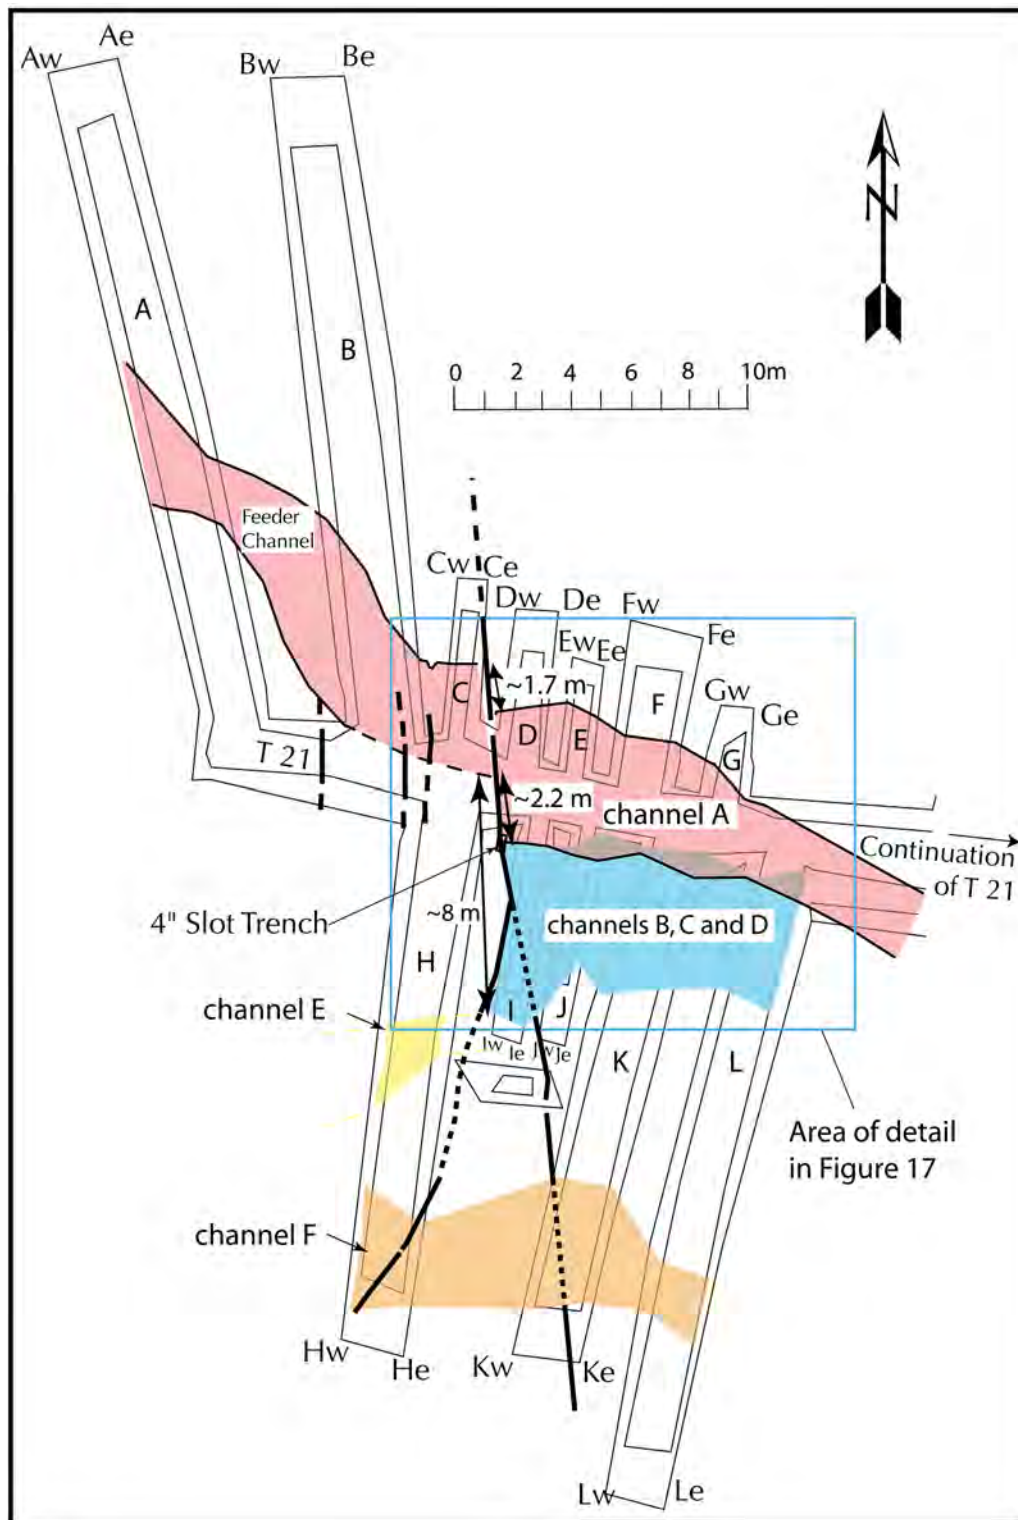 Aw
Ae
Bw
Be
N
A
B
0 2 4 6 8 10m
Feeder
Channel
Cw
Ce
Dw
De
Ew
Ee
Fw
Fe
Gw
Ge
C
~1.7 m
D
E
F
G
T 21
~2.2 m
channel A
Continuation
of T 21
4" Slot Trench
~8 m
channels B, C and D
H
channel E
I
J
Iw
Ie
Jw
Je
K
L
Area of detail
in Figure 17
channel F
Hw
He
Kw
Ke
Lw
Le